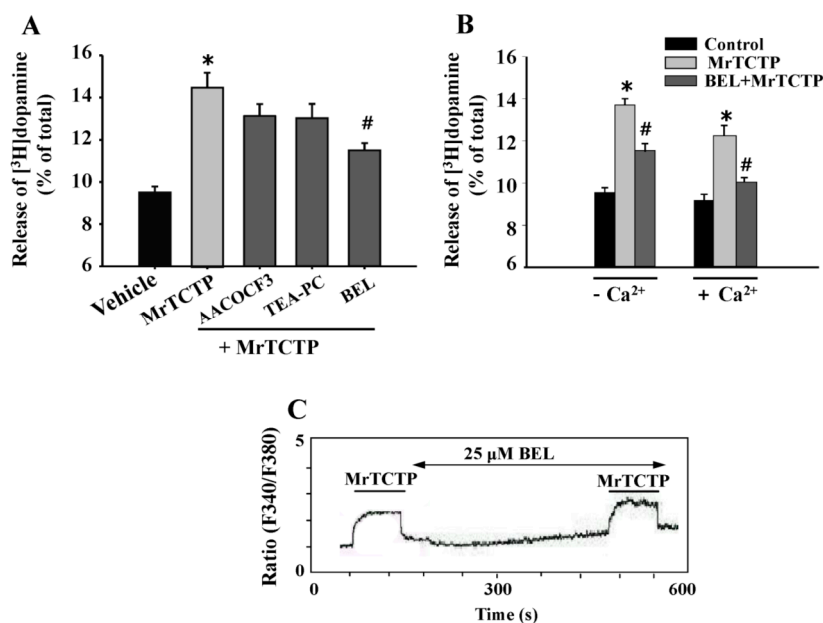 A
Release of [³H]dopamine
(% of total)
16
14
12
10
8
6
*
#
Vehicle
MrTCTP
AACOCF3
TEA-PC
BEL
+ MrTCTP
B
Control
MrTCTP
BEL+MrTCTP
Release of [³H]dopamine
(% of total)
16
14
12
10
8
6
*
#
*
#
- Ca²⁺
+ Ca²⁺
C
Ratio (F340/F380)
5
2
0
25 µM BEL
MrTCTP
MrTCTP
0
300
600
Time (s)